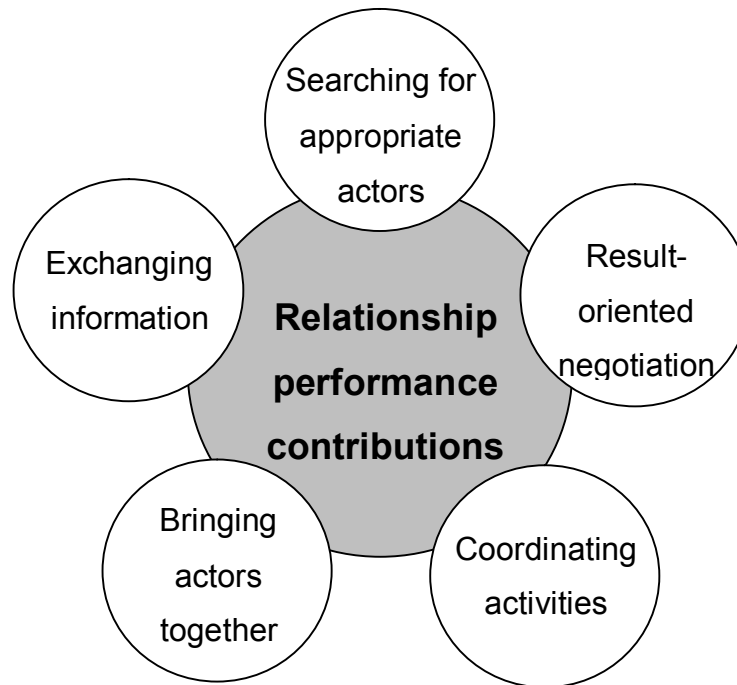 Searching for
appropriate
actors
Result-
oriented
negotiation
Exchanging
information
Relationship
performance
contributions
Bringing
actors
together
Coordinating
activities